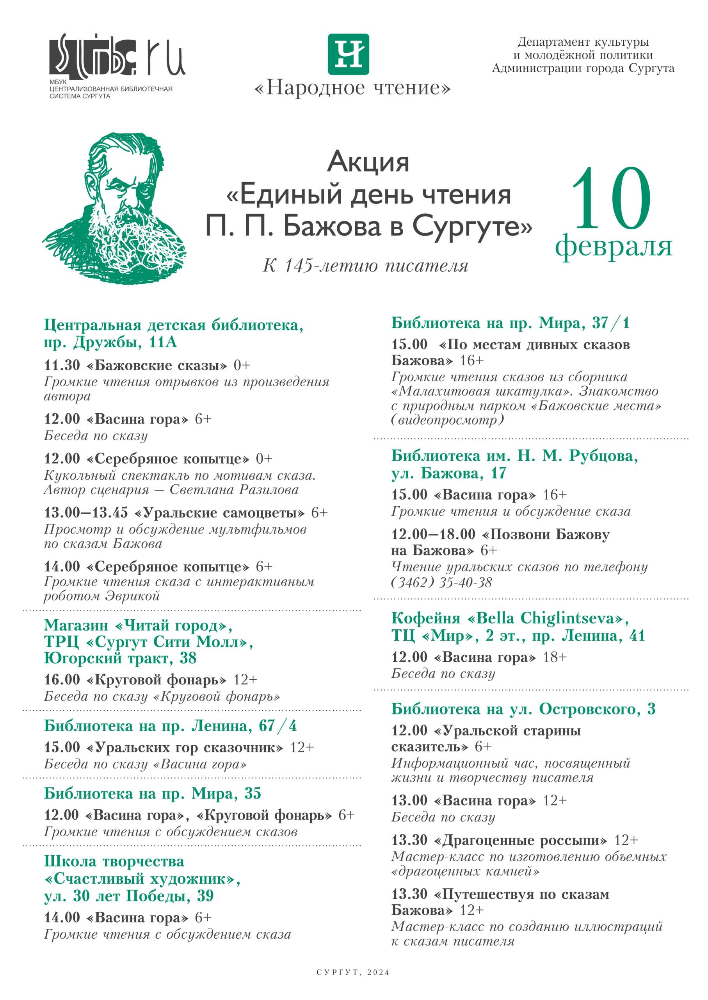 слцбс.ru
МБУК
ЦЕНТРАЛИЗОВАННАЯ БИБЛИОТЕЧНАЯ
СИСТЕМА СУРГУТА
Ч
«Народное чтение»
Департамент культуры
и молодёжной политики
Администрации города Сургута
Акция
«Единый день чтения
П. П. Бажова в Сургуте»
К 145-летию писателя
10
февраля
Центральная детская библиотека,
пр. Дружбы, 11А
11.30 «Бажовские сказы» 0+
Громкие чтения отрывков из произведения
автора
12.00 «Васина гора» 6+
Беседа по сказу
12.00 «Серебряное копытце» 0+
Кукольный спектакль по мотивам сказа.
Автор сценария — Светлана Разилова
13.00—13.45 «Уральские самоцветы» 6+
Просмотр и обсуждение мультфильмов
по сказам Бажова
14.00 «Серебряное копытце» 6+
Громкие чтения сказа с интерактивным
роботом Эврикой
Магазин «Читай город»,
ТРЦ «Сургут Сити Молл»,
Югорский тракт, 38
16.00 «Круговой фонарь» 12+
Беседа по сказу «Круговой фонарь»
Библиотека на пр. Ленина, 67/4
15.00 «Уральских гор сказочник» 12+
Беседа по сказу «Васина гора»
Библиотека на пр. Мира, 35
12.00 «Васина гора», «Круговой фонарь» 6+
Громкие чтения с обсуждением сказов
Школа творчества
«Счастливый художник»,
ул. 30 лет Победы, 39
14.00 «Васина гора» 6+
Громкие чтения с обсуждением сказа
Библиотека на пр. Мира, 37/1
15.00 «По местам дивных сказов
Бажова» 16+
Громкие чтения сказов из сборника
«Малахитовая шкатулка». Знакомство
с природным парком «Бажовские места»
(видеопросмотр)
Библиотека им. Н. М. Рубцова,
ул. Бажова, 17
15.00 «Васина гора» 16+
Громкие чтения и обсуждение сказа
12.00—18.00 «Позвони Бажову
на Бажова» 6+
Чтение уральских сказов по телефону
(3462) 35-40-38
Кофейня «Bella Chiglintseva»,
ТЦ «Мир», 2 эт., пр. Ленина, 41
12.00 «Васина гора» 18+
Беседа по сказу
Библиотека на ул. Островского, 3
12.00 «Уральской старины
сказитель» 6+
Информационный час, посвященный
жизни и творчеству писателя
13.00 «Васина гора» 12+
Беседа по сказу
13.30 «Драгоценные россыпи» 12+
Мастер-класс по изготовлению объемных
«драгоценных камней»
13.30 «Путешествуя по сказам
Бажова» 12+
Мастер-класс по созданию иллюстраций
к сказам писателя
СУРГУТ, 2024